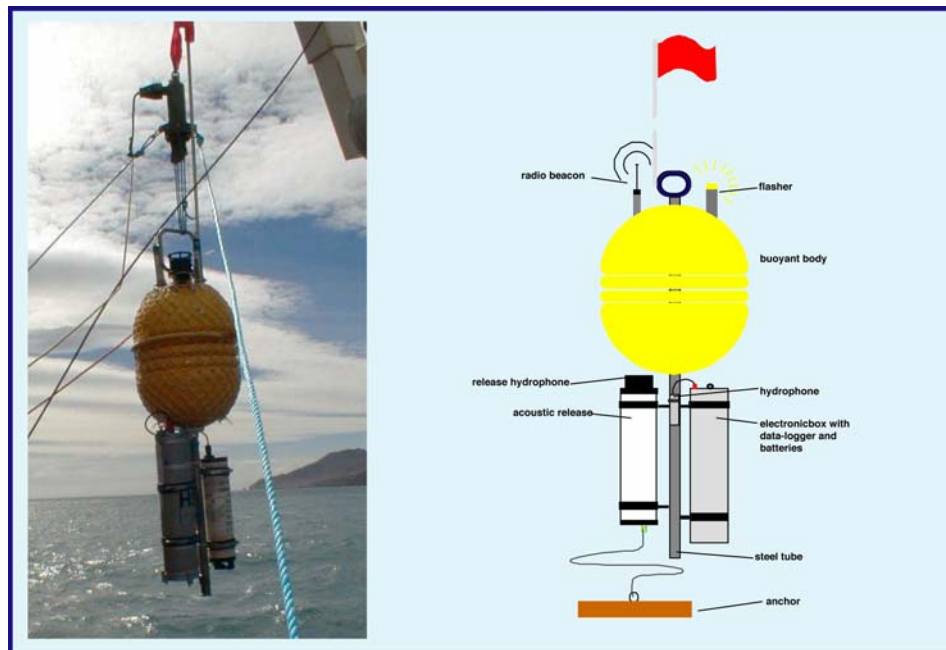 radio beacon
flasher
buoyant body
release hydrophone
hydrophone
acoustic release
electronicbox with
data-logger and
batteries
steel tube
anchor